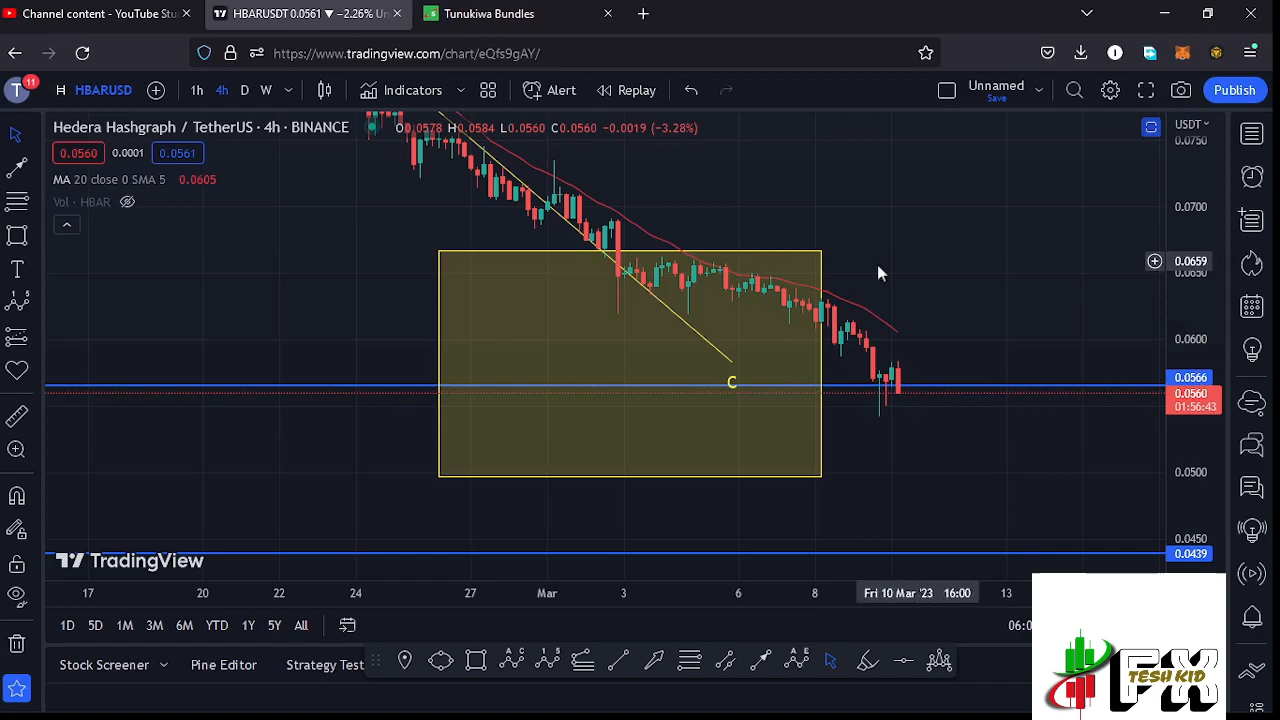 Channel content - YouTube St
HBARUSDT 0.0561 ▼ −2.26% Un
Tunukiwa Bundles
https://www.tradingview.com/chart/eQfs9gAY/
T
11
HBARUSD
1h
4h
D
W
Indicators
Alert
Replay
Unnamed
Save
Publish
Hedera Hashgraph / TetherUS · 4h · BINANCE
O0.0578 H0.0584 L0.0560 C0.0560 −0.0019 (−3.28%)
USDT
0.0560
0.0001
0.0561
MA 20 close 0 SMA 5 0.0605
Vol · HBAR
0.0750
0.0700
0.0659
0.0650
0.0600
0.0566
0.0560
01:56:43
0.0500
0.0450
0.0439
C
TradingView
17
20
22
24
27
Mar
3
6
8
Fri 10 Mar '23 16:00
13
1D
5D
1M
3M
6M
YTD
1Y
5Y
All
06:0
Stock Screener
Pine Editor
Strategy Test
FX
TESH KID